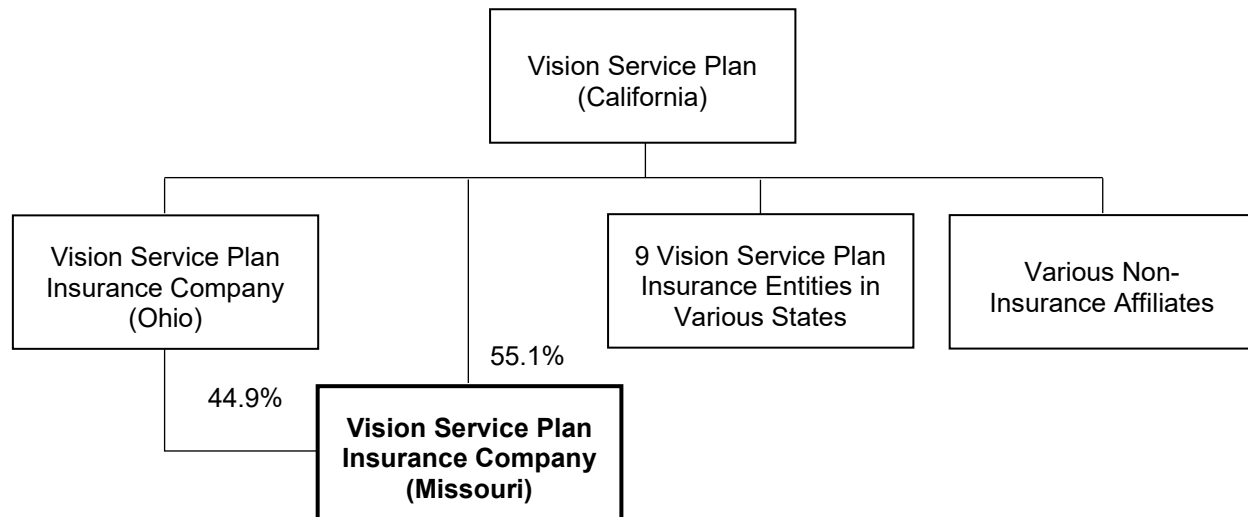 Vision Service Plan
(California)
Vision Service Plan
Insurance Company
(Ohio)
9 Vision Service Plan
Insurance Entities in
Various States
Various Non-
Insurance Affiliates
55.1%
44.9%
Vision Service Plan
Insurance Company
(Missouri)